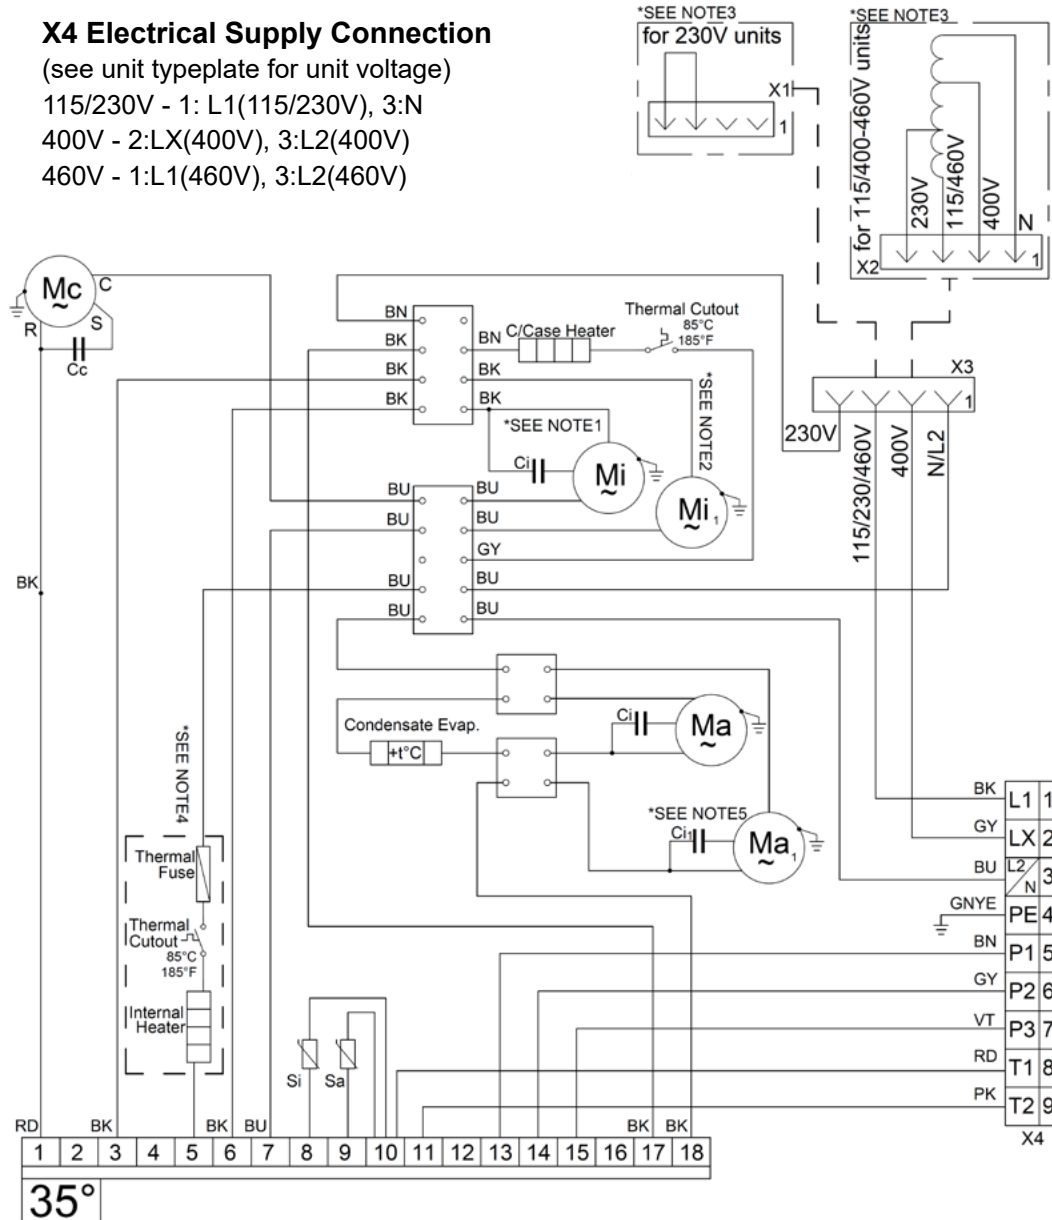 X4 Electrical Supply Connection
(see unit typeplate for unit voltage)
115/230V - 1: L1(115/230V), 3:N
400V - 2:LX(400V), 3:L2(400V)
460V - 1:L1(460V), 3:L2(460V)
*SEE NOTE3
for 230V units
X1
1
*SEE NOTE3
for 115/400-460V units
230V
115/460V
400V
N
X2
1
Mc
~
C
R
S
Cc
BN
BK
BK
BK
BN
BK
BK
C/Case Heater
Thermal Cutout
85°C
185°F
*SEE NOTE1
*SEE NOTE2
Ci
Mi
~
Mi1
~
X3
1
230V
115/230/460V
400V
N/L2
BU
BU
BU
BU
BU
BU
GY
BU
BU
BK
Condensate Evap.
+t°C
Ci
Ma
~
*SEE NOTE5
Ci1
Ma1
~
*SEE NOTE4
Thermal
Fuse
Thermal
Cutout
85°C
185°F
Internal
Heater
Si
Sa
BK L1 1
GY LX 2
BU L2/N 3
GNYE PE 4
BN P1 5
GY P2 6
VT P3 7
RD T1 8
PK T2 9
X4
RD BK BK BU BK BK
1 2 3 4 5 6 7 8 9 10 11 12 13 14 15 16 17 18
35°